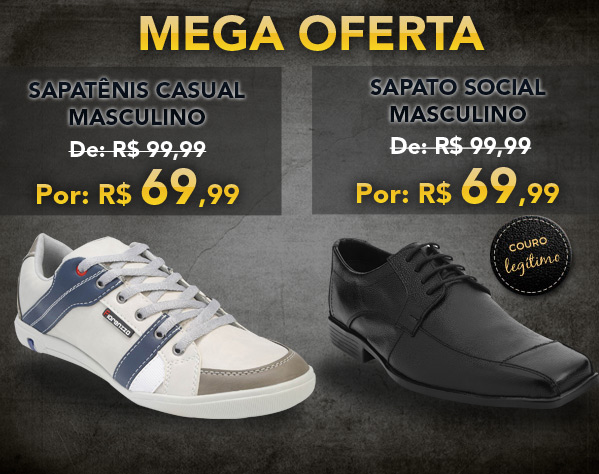 MEGA OFERTA
SAPATÊNIS CASUAL
MASCULINO
De: R$ 99,99
Por: R$ 69,99
SAPATO SOCIAL
MASCULINO
De: R$ 99,99
Por: R$ 69,99
COURO
legítimo
Fiorenzzo